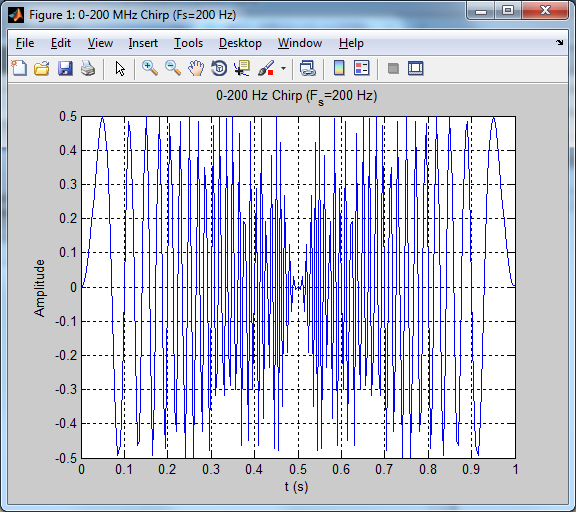 Figure 1: 0-200 MHz Chirp (Fs=200 Hz)
File Edit View Insert Tools Desktop Window Help
0-200 Hz Chirp (Fs=200 Hz)
0.5
0.4
0.3
0.2
0.1
0
-0.1
-0.2
-0.3
-0.4
-0.5
Amplitude
0 0.1 0.2 0.3 0.4 0.5 0.6 0.7 0.8 0.9 1
t (s)